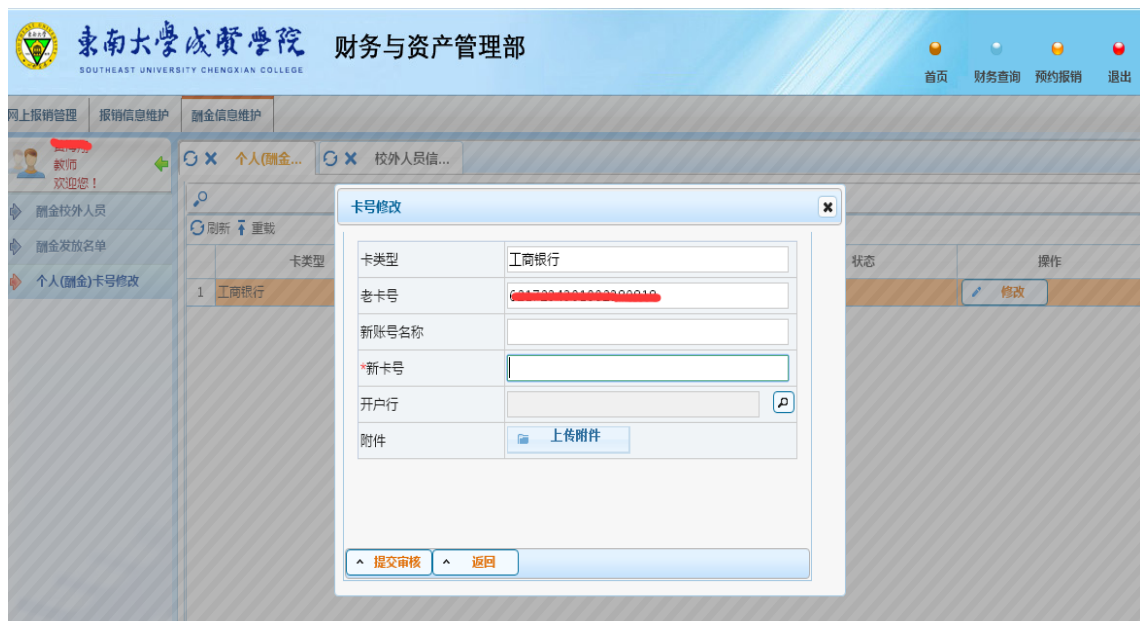 東南大學成賢學院
SOUTHEAST UNIVERSITY CHENGXIAN COLLEGE
财务与资产管理部
首页 财务查询 预约报销 退出
网上报销管理 报销信息维护 酬金信息维护
教师
欢迎您！
个人(酬金... 校外人员信...
酬金校外人员
酬金发放名单
个人(酬金)卡号修改
刷新 重载
卡类型 状态 操作
1 工商银行 修改
卡号修改
卡类型 工商银行
老卡号
新账号名称
*新卡号
开户行
附件 上传附件
提交审核 返回